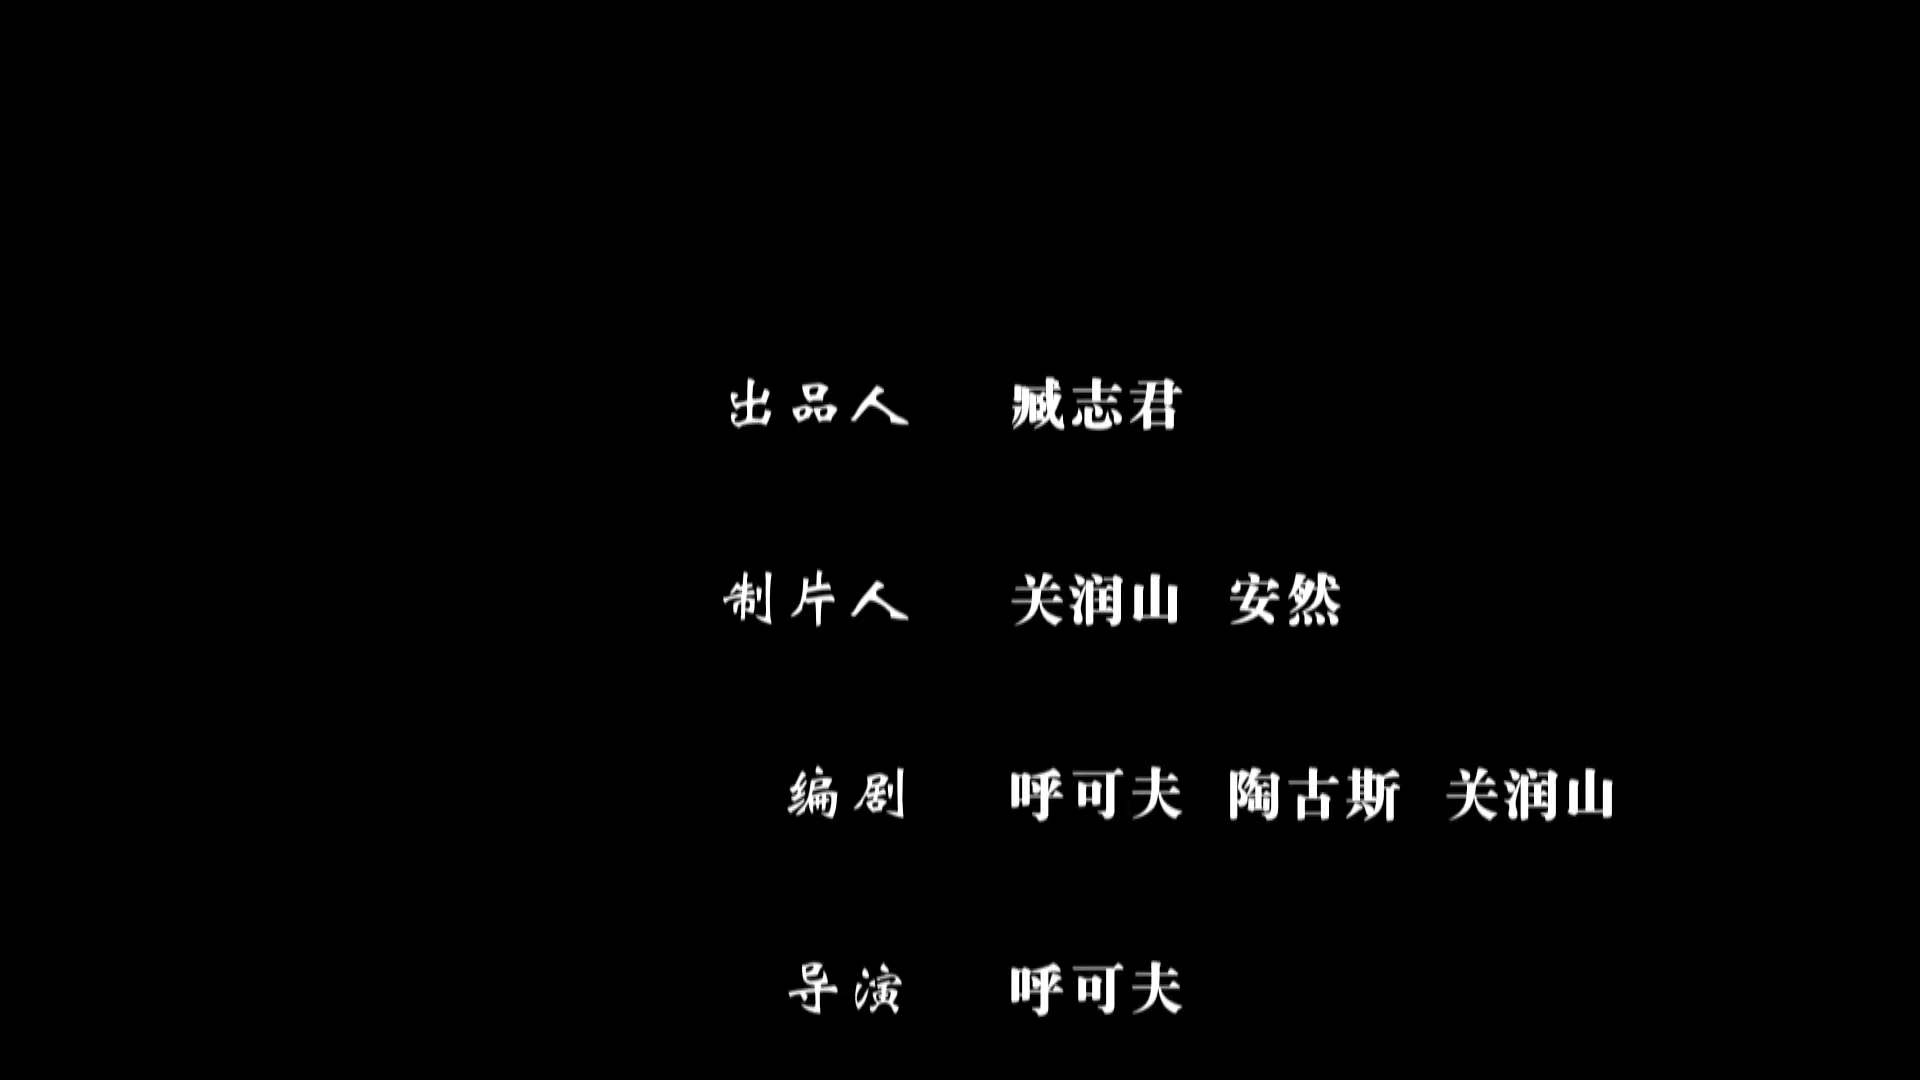 出品人 臧志君
制片人 关润山 安然
编剧 呼可夫 陶古斯 关润山
导演 呼可夫